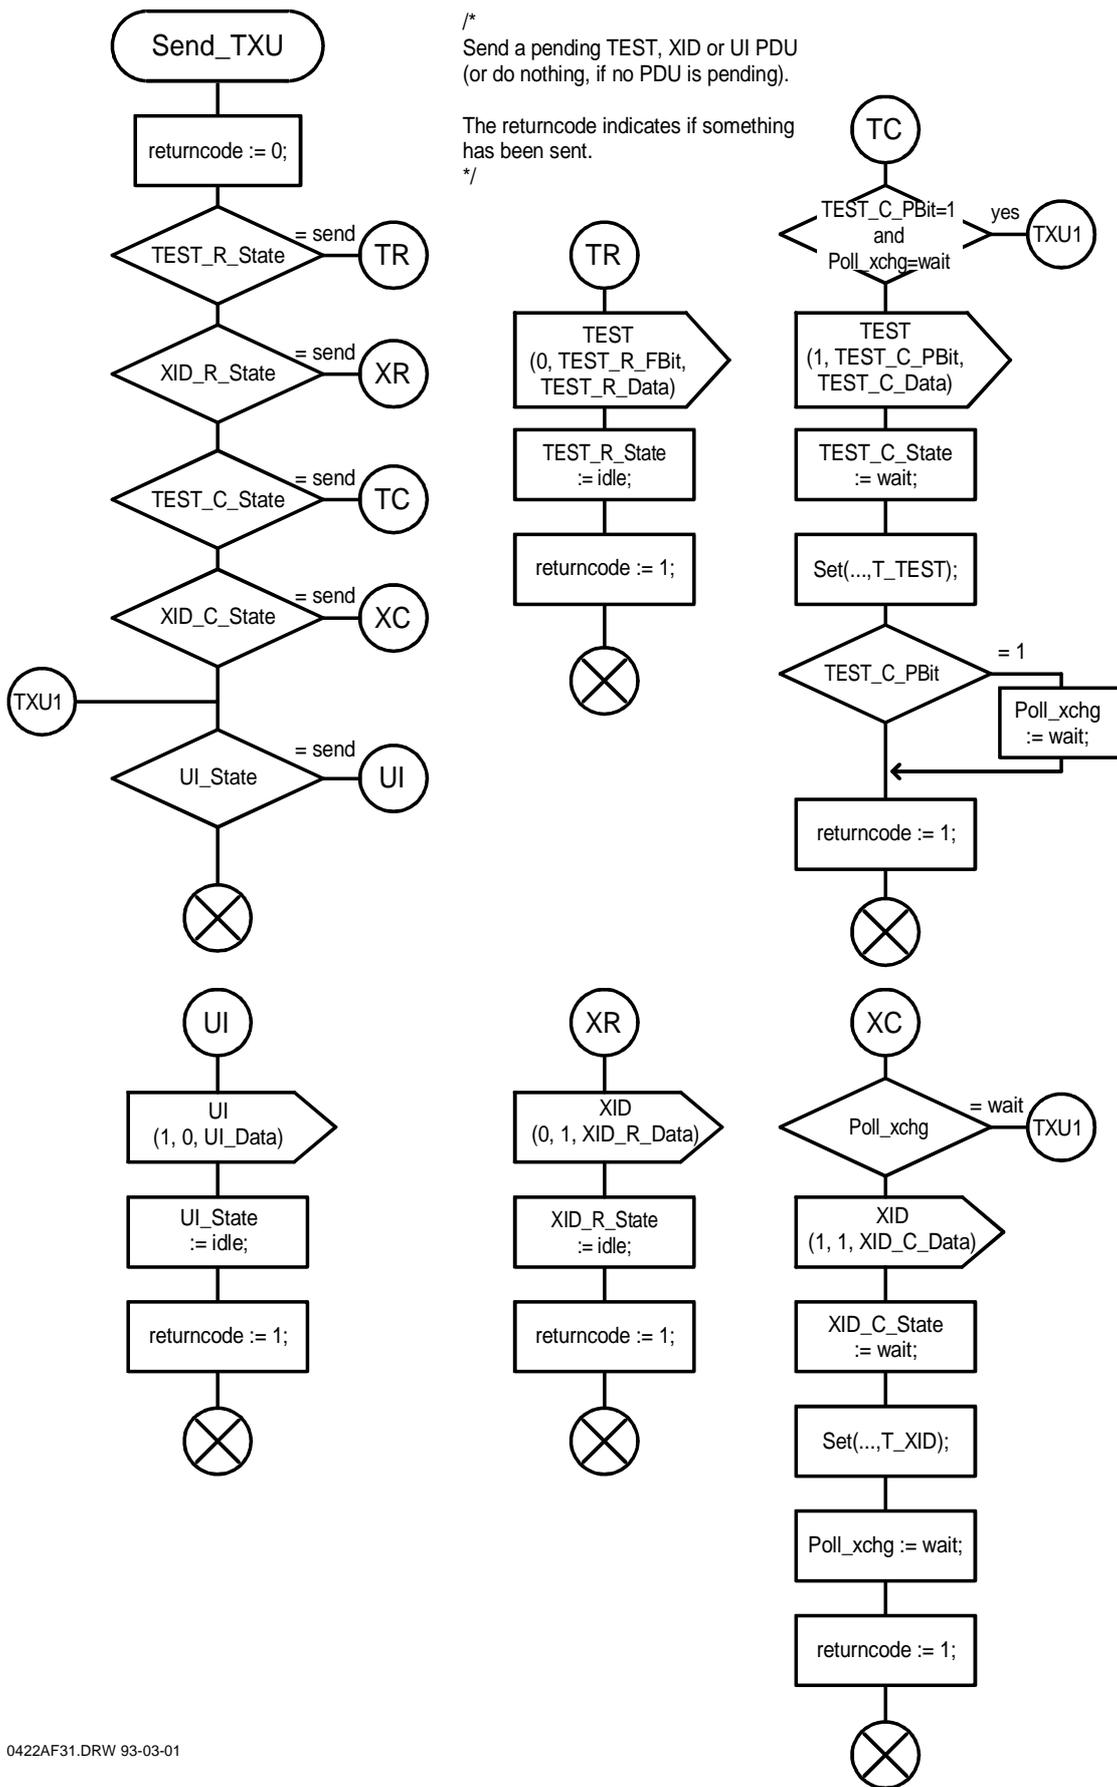 Send_TXU
returncode := 0;
TEST_R_State
= send
TR
XID_R_State
= send
XR
TEST_C_State
= send
TC
XID_C_State
= send
XC
TXU1
UI_State
= send
UI
/*
Send a pending TEST, XID or UI PDU
(or do nothing, if no PDU is pending).
The returncode indicates if something
has been sent.
*/
TR
TEST
(0, TEST_R_FBit,
TEST_R_Data)
TEST_R_State
:= idle;
returncode := 1;
TC
TEST_C_PBit=1
and
Poll_xchg=wait
yes
TXU1
TEST
(1, TEST_C_PBit,
TEST_C_Data)
TEST_C_State
:= wait;
Set(...,T_TEST);
TEST_C_PBit
= 1
Poll_xchg
:= wait;
returncode := 1;
UI
UI
(1, 0, UI_Data)
UI_State
:= idle;
returncode := 1;
XR
XID
(0, 1, XID_R_Data)
XID_R_State
:= idle;
returncode := 1;
XC
Poll_xchg
= wait
TXU1
XID
(1, 1, XID_C_Data)
XID_C_State
:= wait;
Set(...,T_XID);
Poll_xchg := wait;
returncode := 1;
0422AF31.DRW 93-03-01